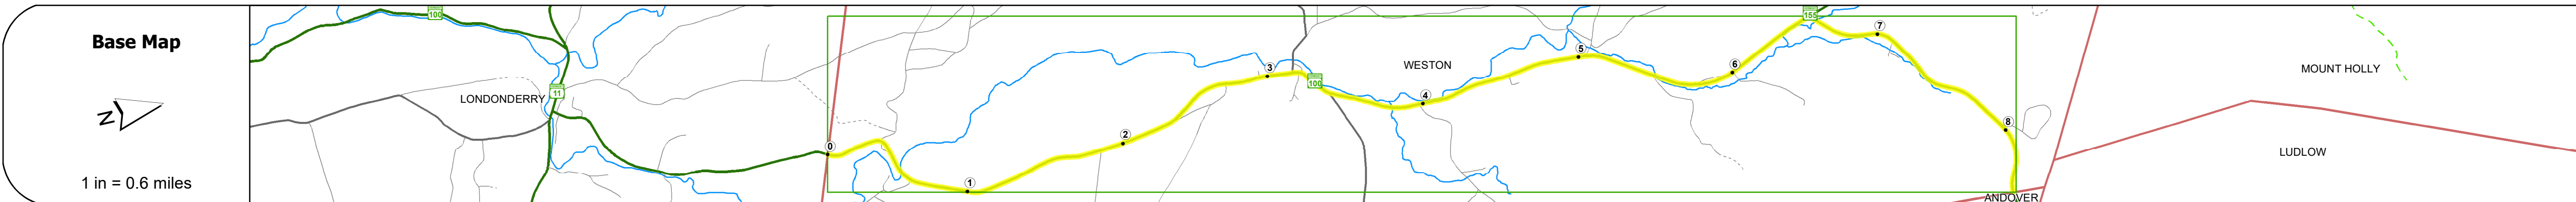 Base Map
N
1 in = 0.6 miles
100
11
LONDONDERRY
0
1
2
3
100
WESTON
4
5
6
155
7
8
MOUNT HOLLY
LUDLOW
ANDOVER